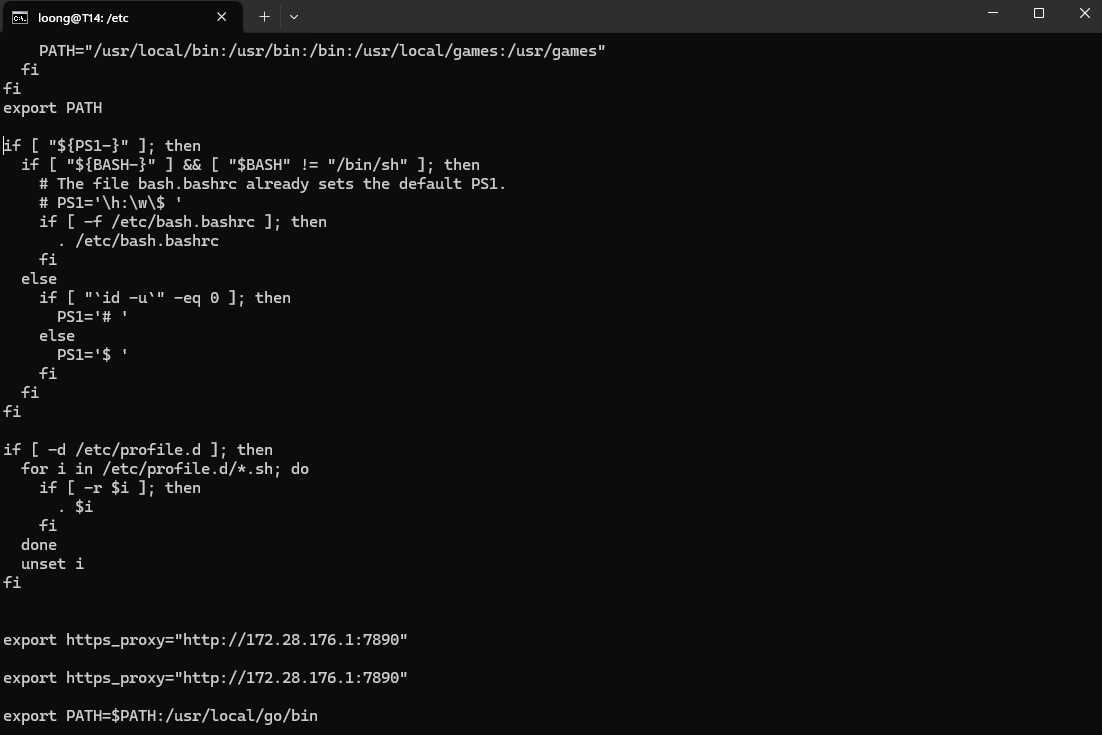 loong@T14: /etc
    PATH="/usr/local/bin:/usr/bin:/bin:/usr/local/games:/usr/games"
  fi
fi
export PATH

if [ "${PS1-}" ]; then
  if [ "${BASH-}" ] && [ "$BASH" != "/bin/sh" ]; then
    # The file bash.bashrc already sets the default PS1.
    # PS1='\h:\w\$ '
    if [ -f /etc/bash.bashrc ]; then
      . /etc/bash.bashrc
    fi
  else
    if [ "`id -u`" -eq 0 ]; then
      PS1='# '
    else
      PS1='$ '
    fi
  fi
fi

if [ -d /etc/profile.d ]; then
  for i in /etc/profile.d/*.sh; do
    if [ -r $i ]; then
      . $i
    fi
  done
  unset i
fi


export https_proxy="http://172.28.176.1:7890"

export https_proxy="http://172.28.176.1:7890"

export PATH=$PATH:/usr/local/go/bin